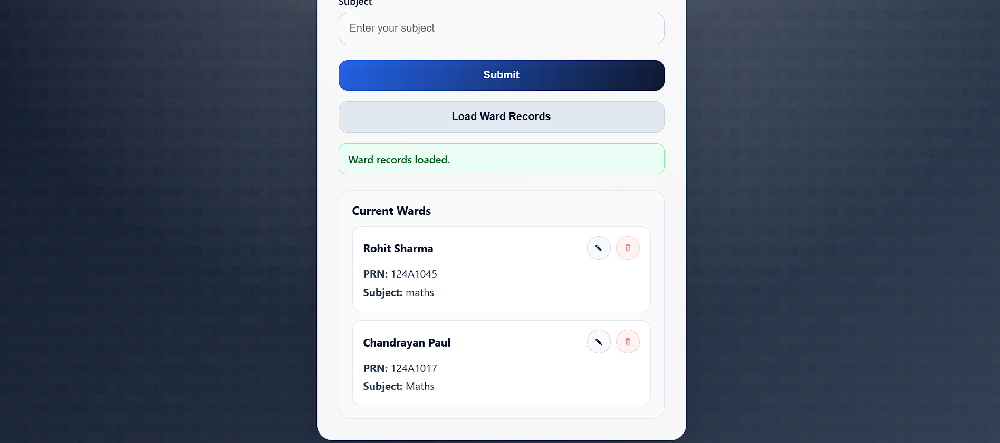 Subject
Enter your subject
Submit
Load Ward Records
Ward records loaded.
Current Wards
Rohit Sharma
PRN: 124A1045
Subject: maths
Chandrayan Paul
PRN: 124A1017
Subject: Maths